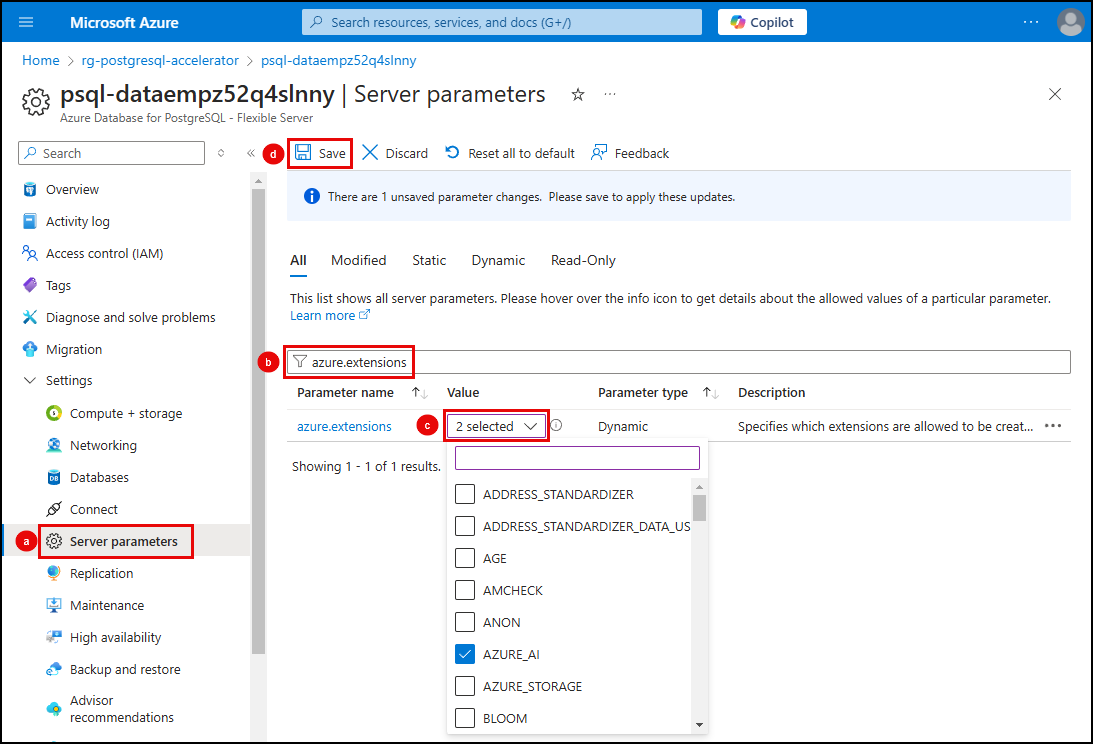 Microsoft Azure
Search resources, services, and docs (G+/)
Copilot
Home > rg-postgresql-accelerator > psql-dataempz52q4slnny
psql-dataempz52q4slnny | Server parameters
Azure Database for PostgreSQL - Flexible Server
Search
d
Save
Discard
Reset all to default
Feedback
There are 1 unsaved parameter changes. Please save to apply these updates.
Overview
Activity log
Access control (IAM)
Tags
Diagnose and solve problems
Migration
Settings
Compute + storage
Networking
Databases
Connect
a
Server parameters
Replication
Maintenance
High availability
Backup and restore
Advisor
recommendations
All
Modified
Static
Dynamic
Read-Only
This list shows all server parameters. Please hover over the info icon to get details about the allowed values of a particular parameter.
Learn more
b
azure.extensions
Parameter name
Value
Parameter type
Description
azure.extensions
c
2 selected
Dynamic
Specifies which extensions are allowed to be creat...
Showing 1 - 1 of 1 results.
ADDRESS_STANDARDIZER
ADDRESS_STANDARDIZER_DATA_US
AGE
AMCHECK
ANON
AZURE_AI
AZURE_STORAGE
BLOOM